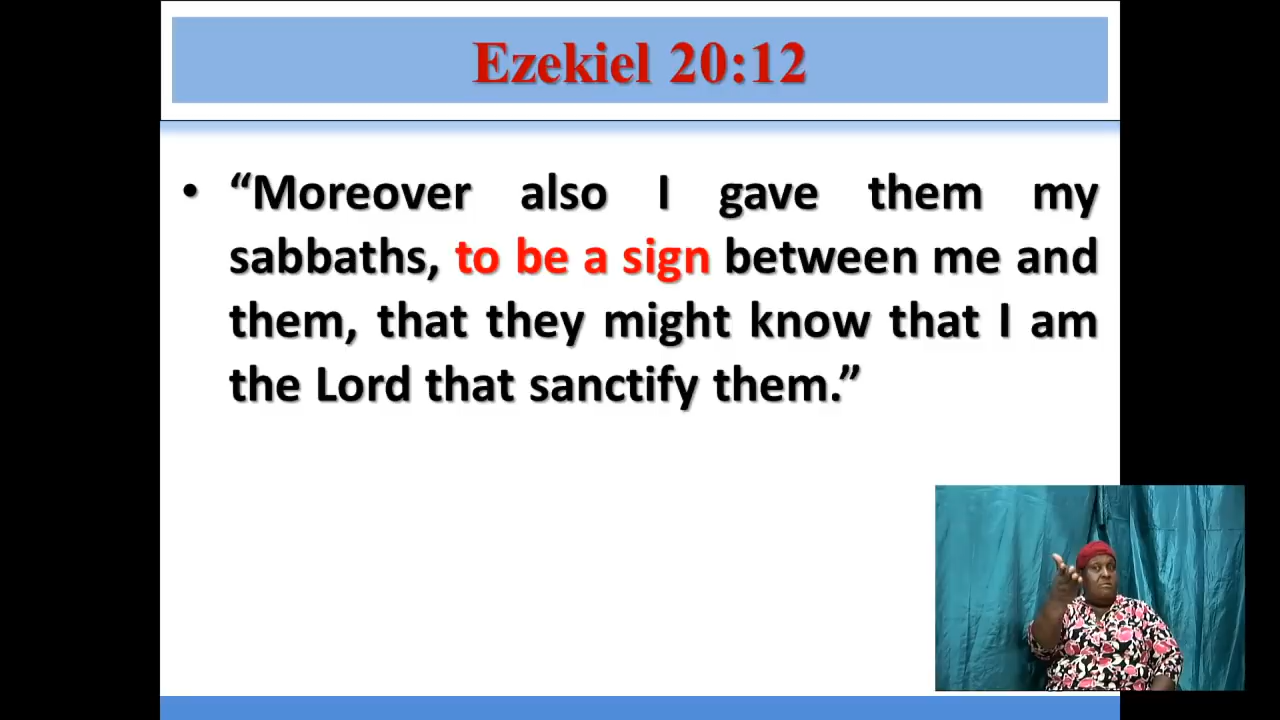 Ezekiel 20:12
• “Moreover also I gave them my
sabbaths, to be a sign between me and
them, that they might know that I am
the Lord that sanctify them.”